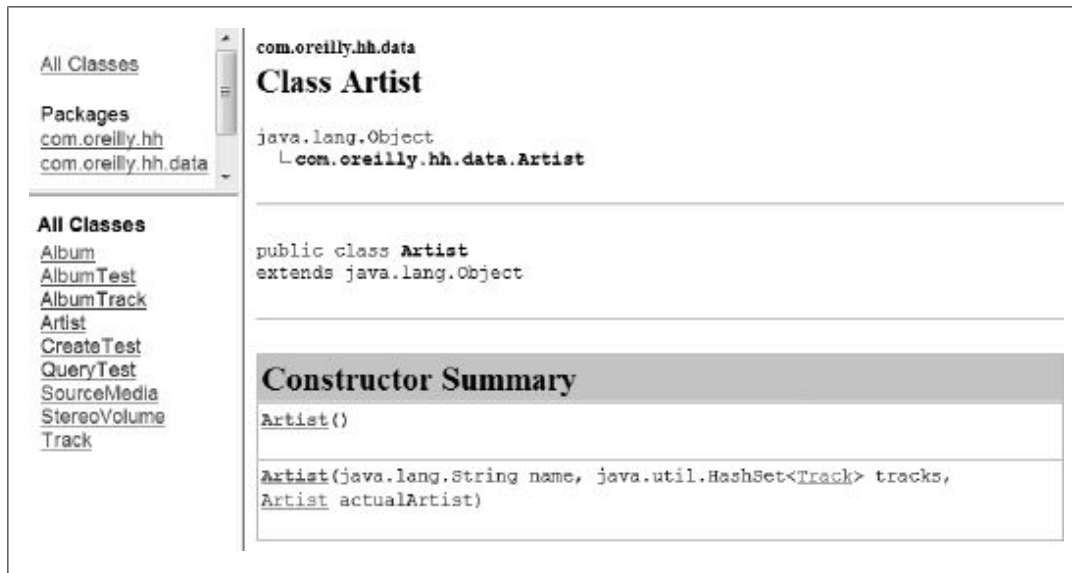 All Classes
Packages
com.oreilly.hh
com.oreilly.hh.data
All Classes
Album
AlbumTest
AlbumTrack
Artist
CreateTest
QueryTest
SourceMedia
StereoVolume
Track
com.oreilly.hh.data
Class Artist
java.lang.Object
com.oreilly.hh.data.Artist
public class Artist
extends java.lang.Object
Constructor Summary
Artist()
Artist(java.lang.String name, java.util.HashSet<Track> tracks,
Artist actualArtist)